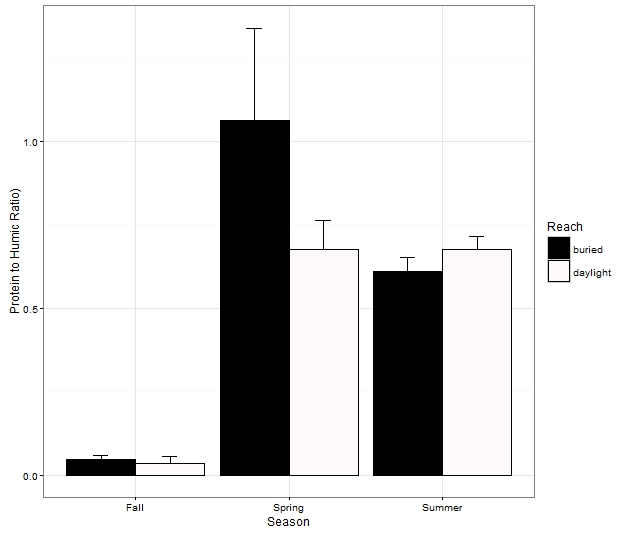 Protein to Humic Ratio)
1.0
0.5
0.0
Fall
Spring
Summer
Season
Reach
buried
daylight